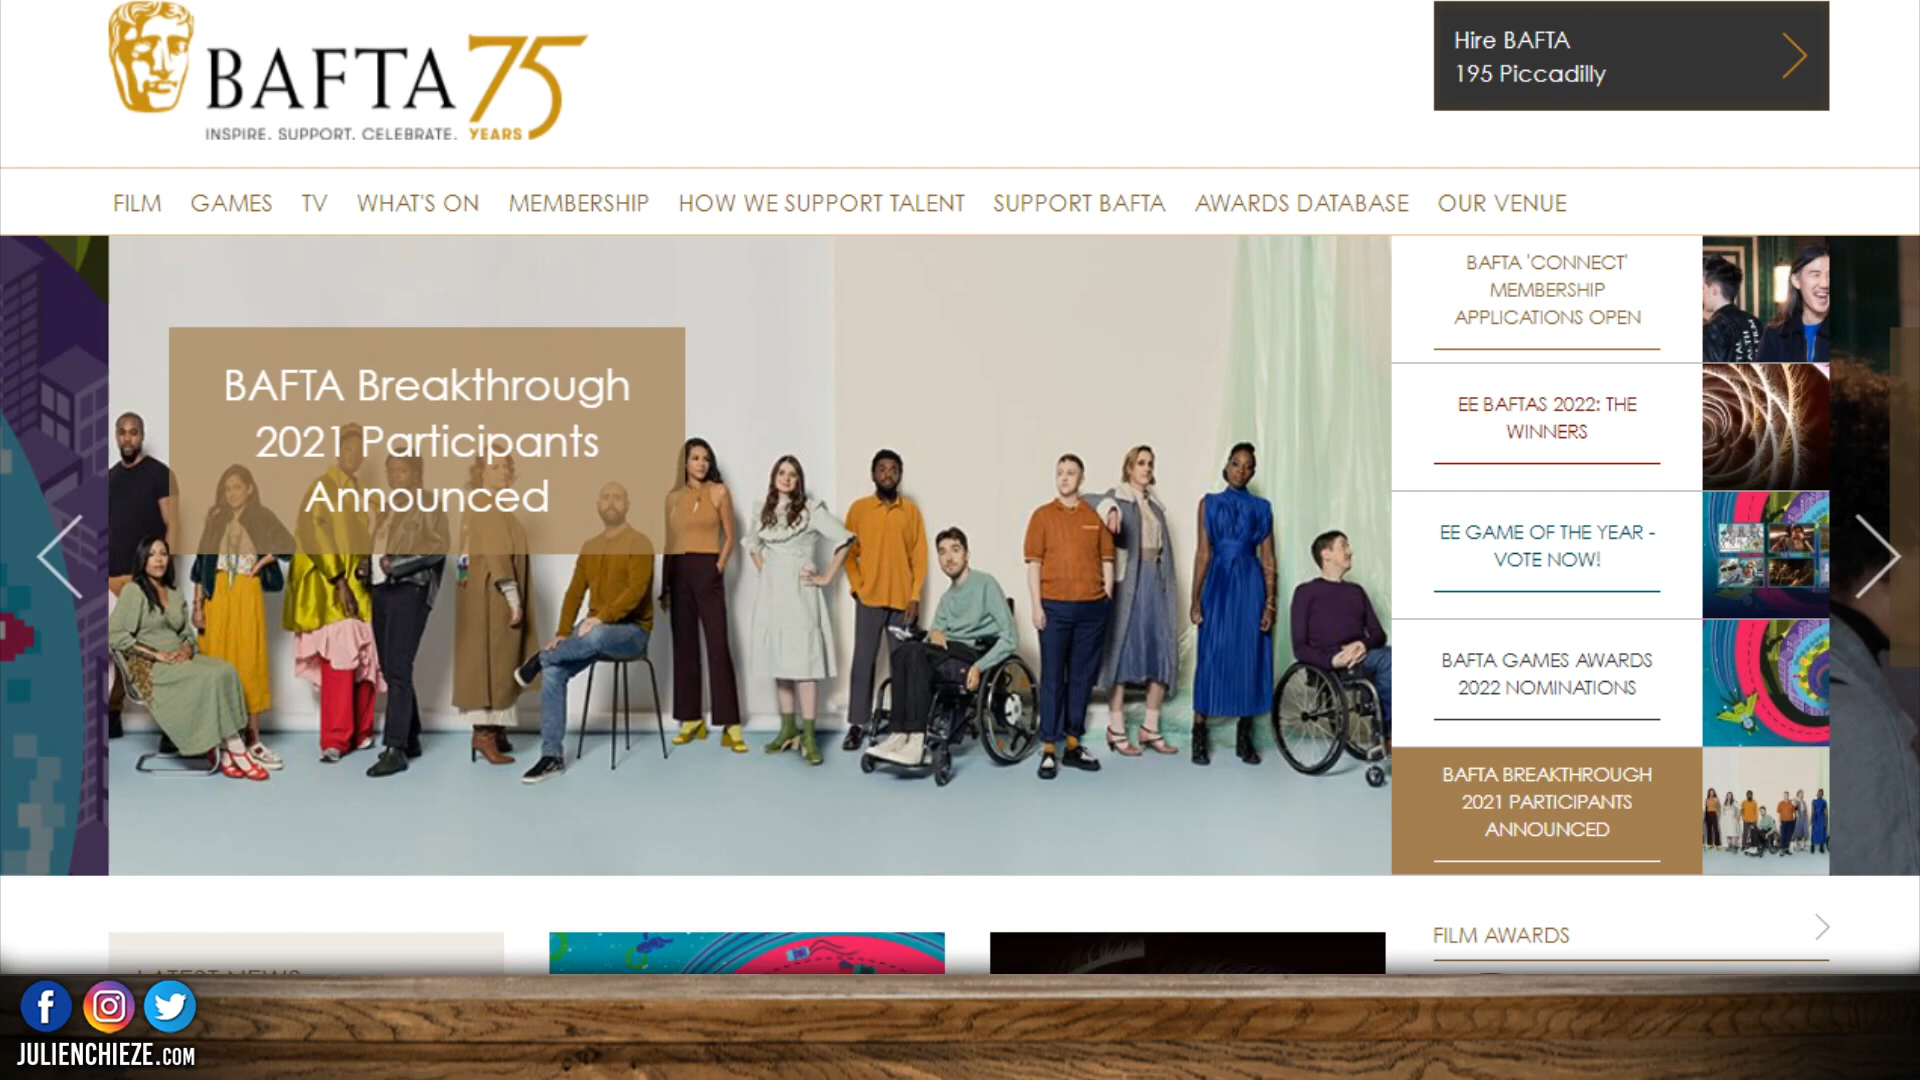 BAFTA 75
INSPIRE. SUPPORT. CELEBRATE. YEARS
Hire BAFTA
195 Piccadilly
FILM GAMES TV WHAT'S ON MEMBERSHIP HOW WE SUPPORT TALENT SUPPORT BAFTA AWARDS DATABASE OUR VENUE
BAFTA Breakthrough
2021 Participants
Announced
BAFTA 'CONNECT'
MEMBERSHIP
APPLICATIONS OPEN
EE BAFTAS 2022: THE
WINNERS
EE GAME OF THE YEAR -
VOTE NOW!
BAFTA GAMES AWARDS
2022 NOMINATIONS
BAFTA BREAKTHROUGH
2021 PARTICIPANTS
ANNOUNCED
LATEST NEWS
FILM AWARDS
JULIENCHIEZE.COM